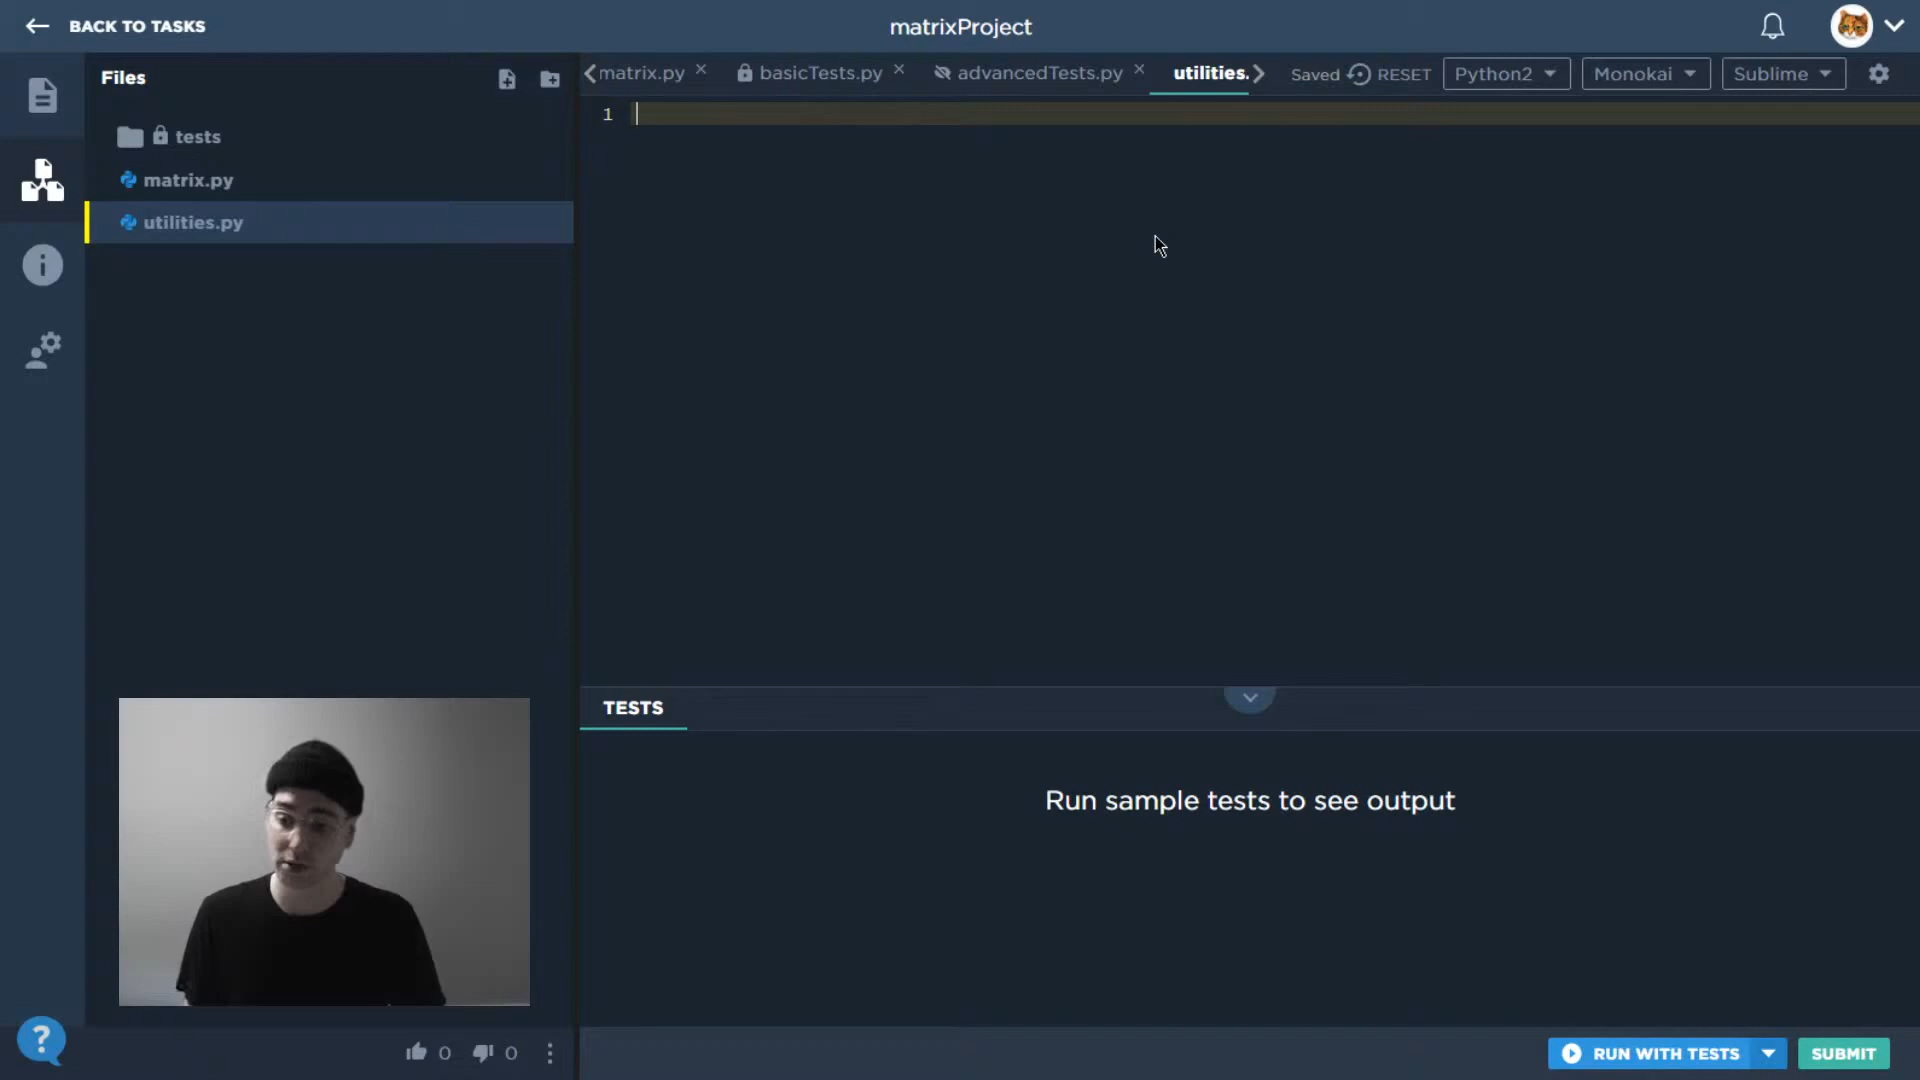 BACK TO TASKS
matrixProject
Files
matrix.py
basicTests.py
advancedTests.py
utilities.
Saved
RESET
Python2
Monokai
Sublime
1
tests
matrix.py
utilities.py
TESTS
Run sample tests to see output
?
0
0
RUN WITH TESTS
SUBMIT